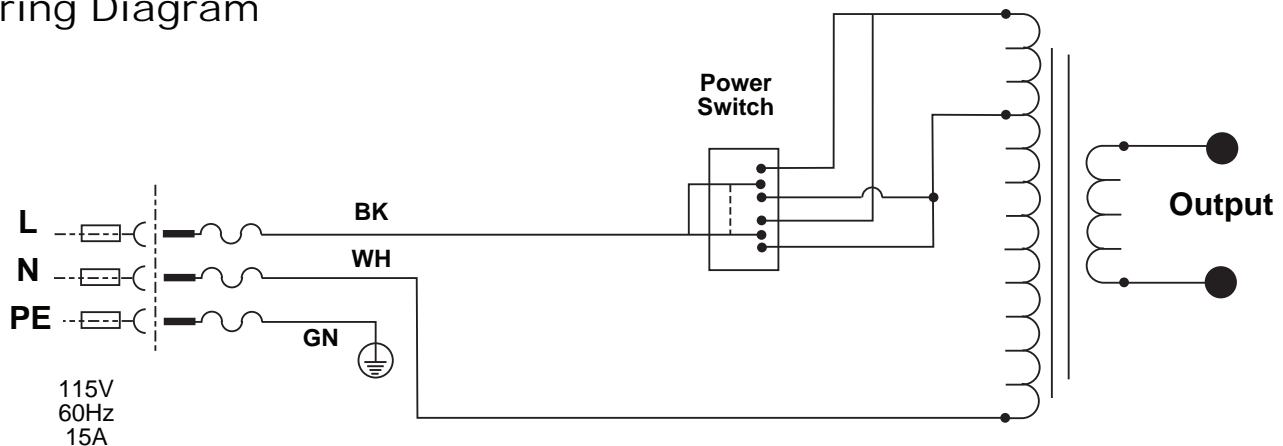 ring Diagram
Power
Switch
BK
L
Output
WH
N
PE
GN
115V
60Hz
15A